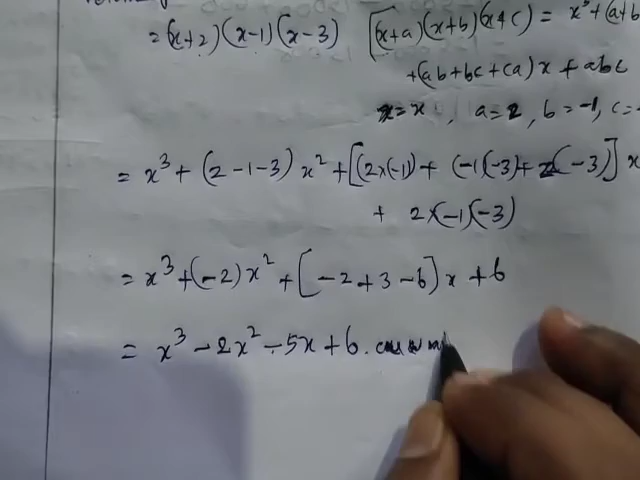 = (x+2)(x-1)(x-3) [(x+a)(x+b)(x+c) = x³+(a+b
+(ab+bc+ca)x+abc
x=x, a=2, b=-1, c=-
= x³+(2-1-3)x²+[(2×(-1)+(-1(-3)+2(-3)]x
+ 2×(-1)(-3)
= x³+(-2)x²+[-2+3-6]x+6
= x³-2x²-5x+6.